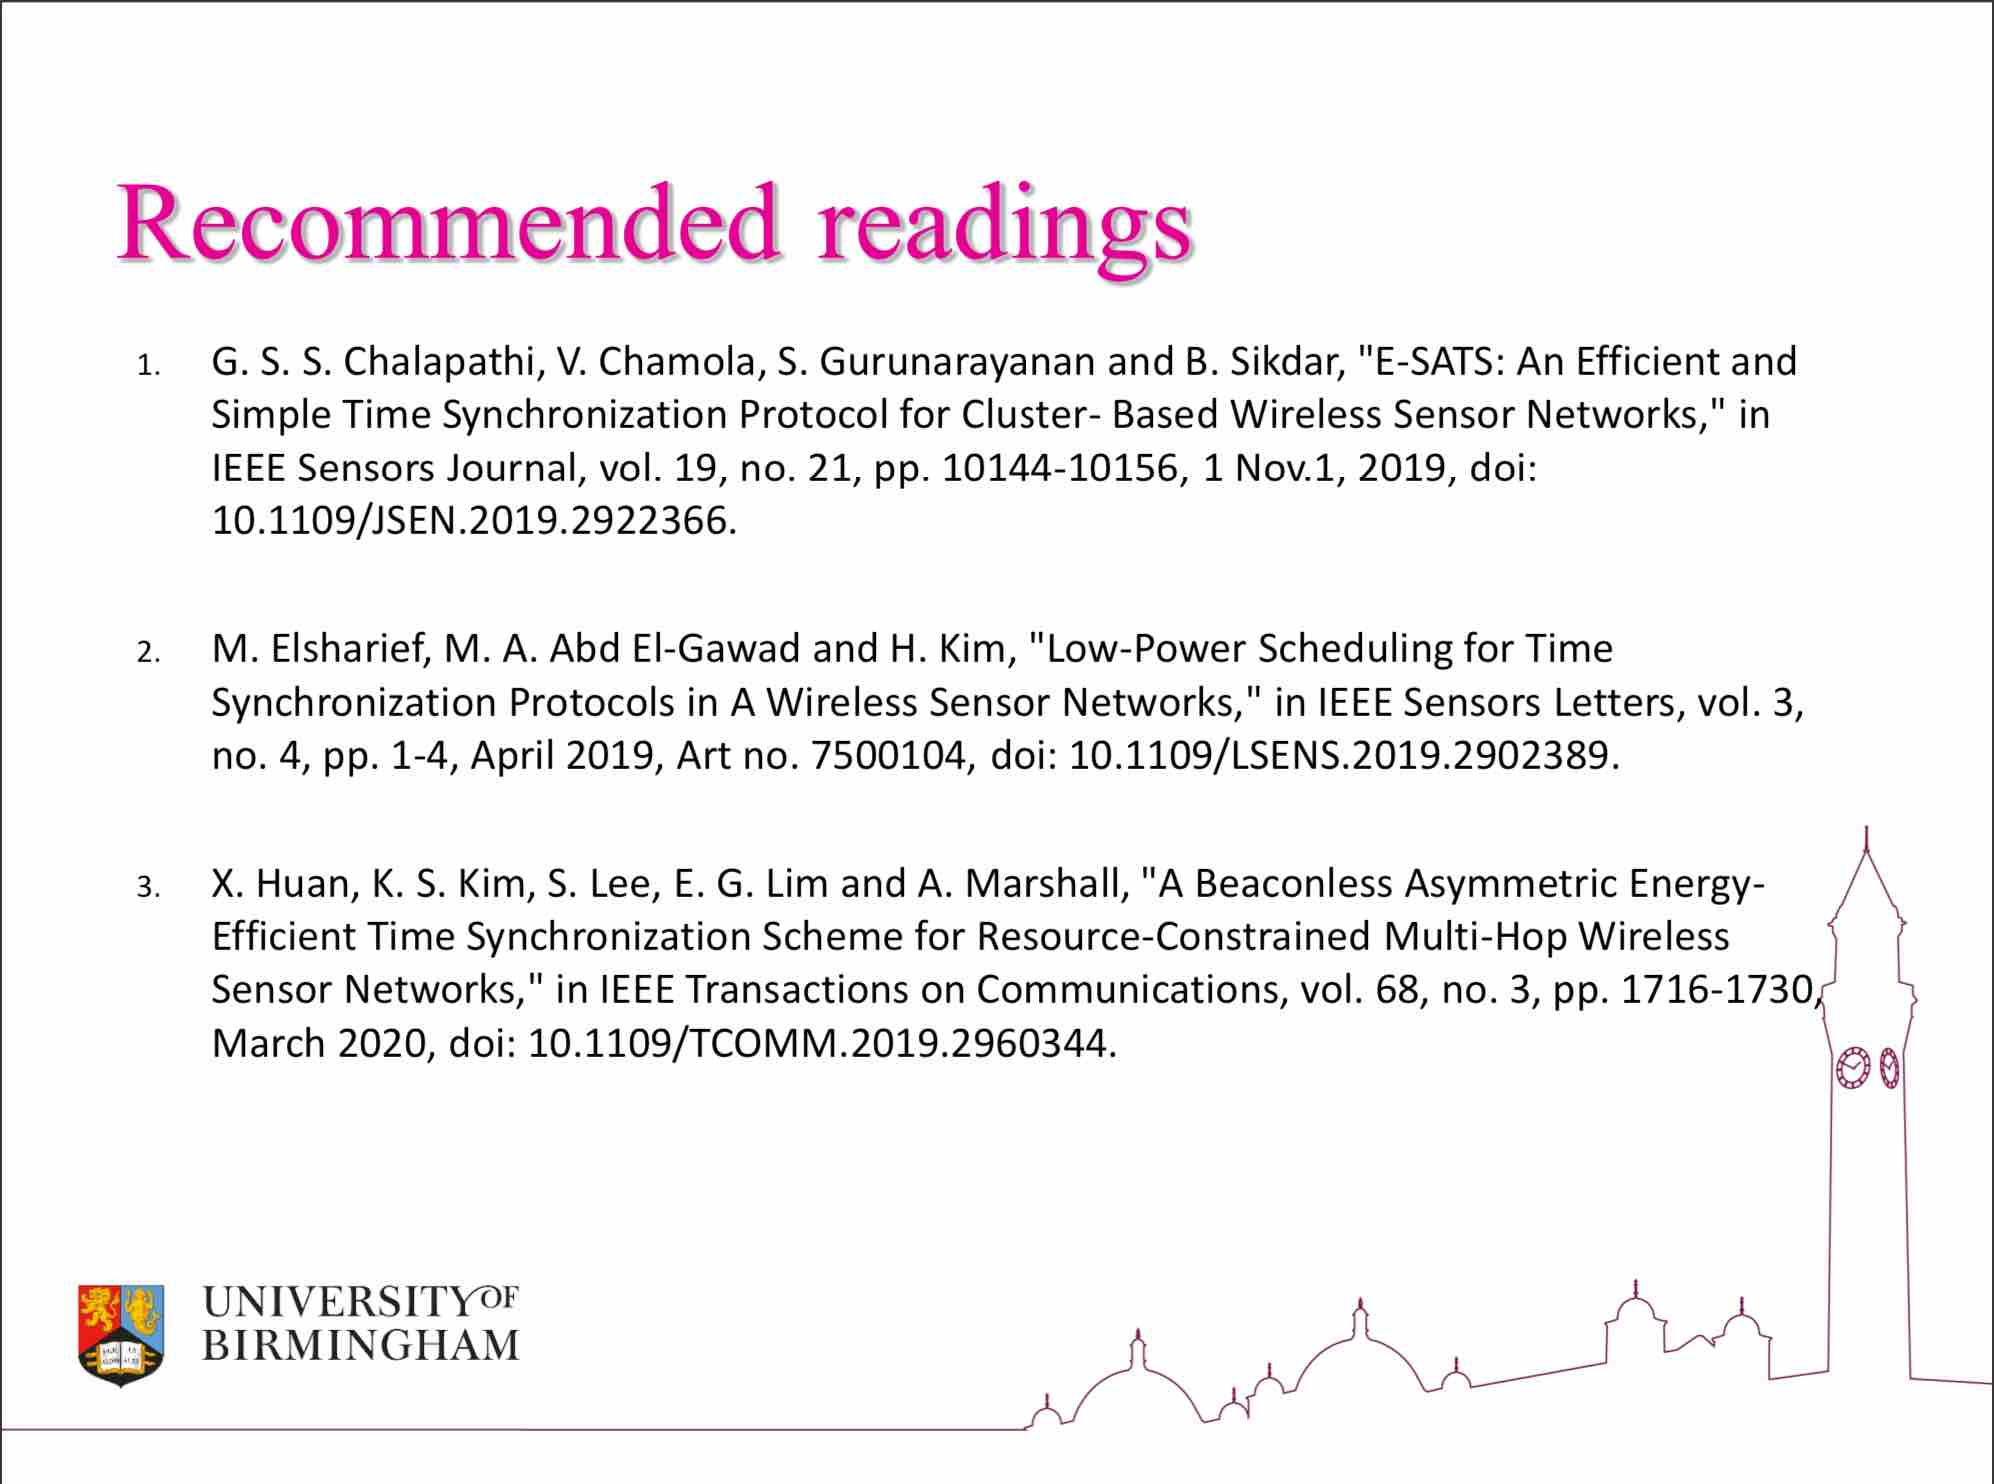 Recommended readings
1. G. S. S. Chalapathi, V. Chamola, S. Gurunarayanan and B. Sikdar, "E-SATS: An Efficient and
Simple Time Synchronization Protocol for Cluster- Based Wireless Sensor Networks," in
IEEE Sensors Journal, vol. 19, no. 21, pp. 10144-10156, 1 Nov.1, 2019, doi:
10.1109/JSEN.2019.2922366.
2. M. Elsharief, M. A. Abd El-Gawad and H. Kim, "Low-Power Scheduling for Time
Synchronization Protocols in A Wireless Sensor Networks," in IEEE Sensors Letters, vol. 3,
no. 4, pp. 1-4, April 2019, Art no. 7500104, doi: 10.1109/LSENS.2019.2902389.
3. X. Huan, K. S. Kim, S. Lee, E. G. Lim and A. Marshall, "A Beaconless Asymmetric Energy-
Efficient Time Synchronization Scheme for Resource-Constrained Multi-Hop Wireless
Sensor Networks," in IEEE Transactions on Communications, vol. 68, no. 3, pp. 1716-1730,
March 2020, doi: 10.1109/TCOMM.2019.2960344.
UNIVERSITY OF
BIRMINGHAM